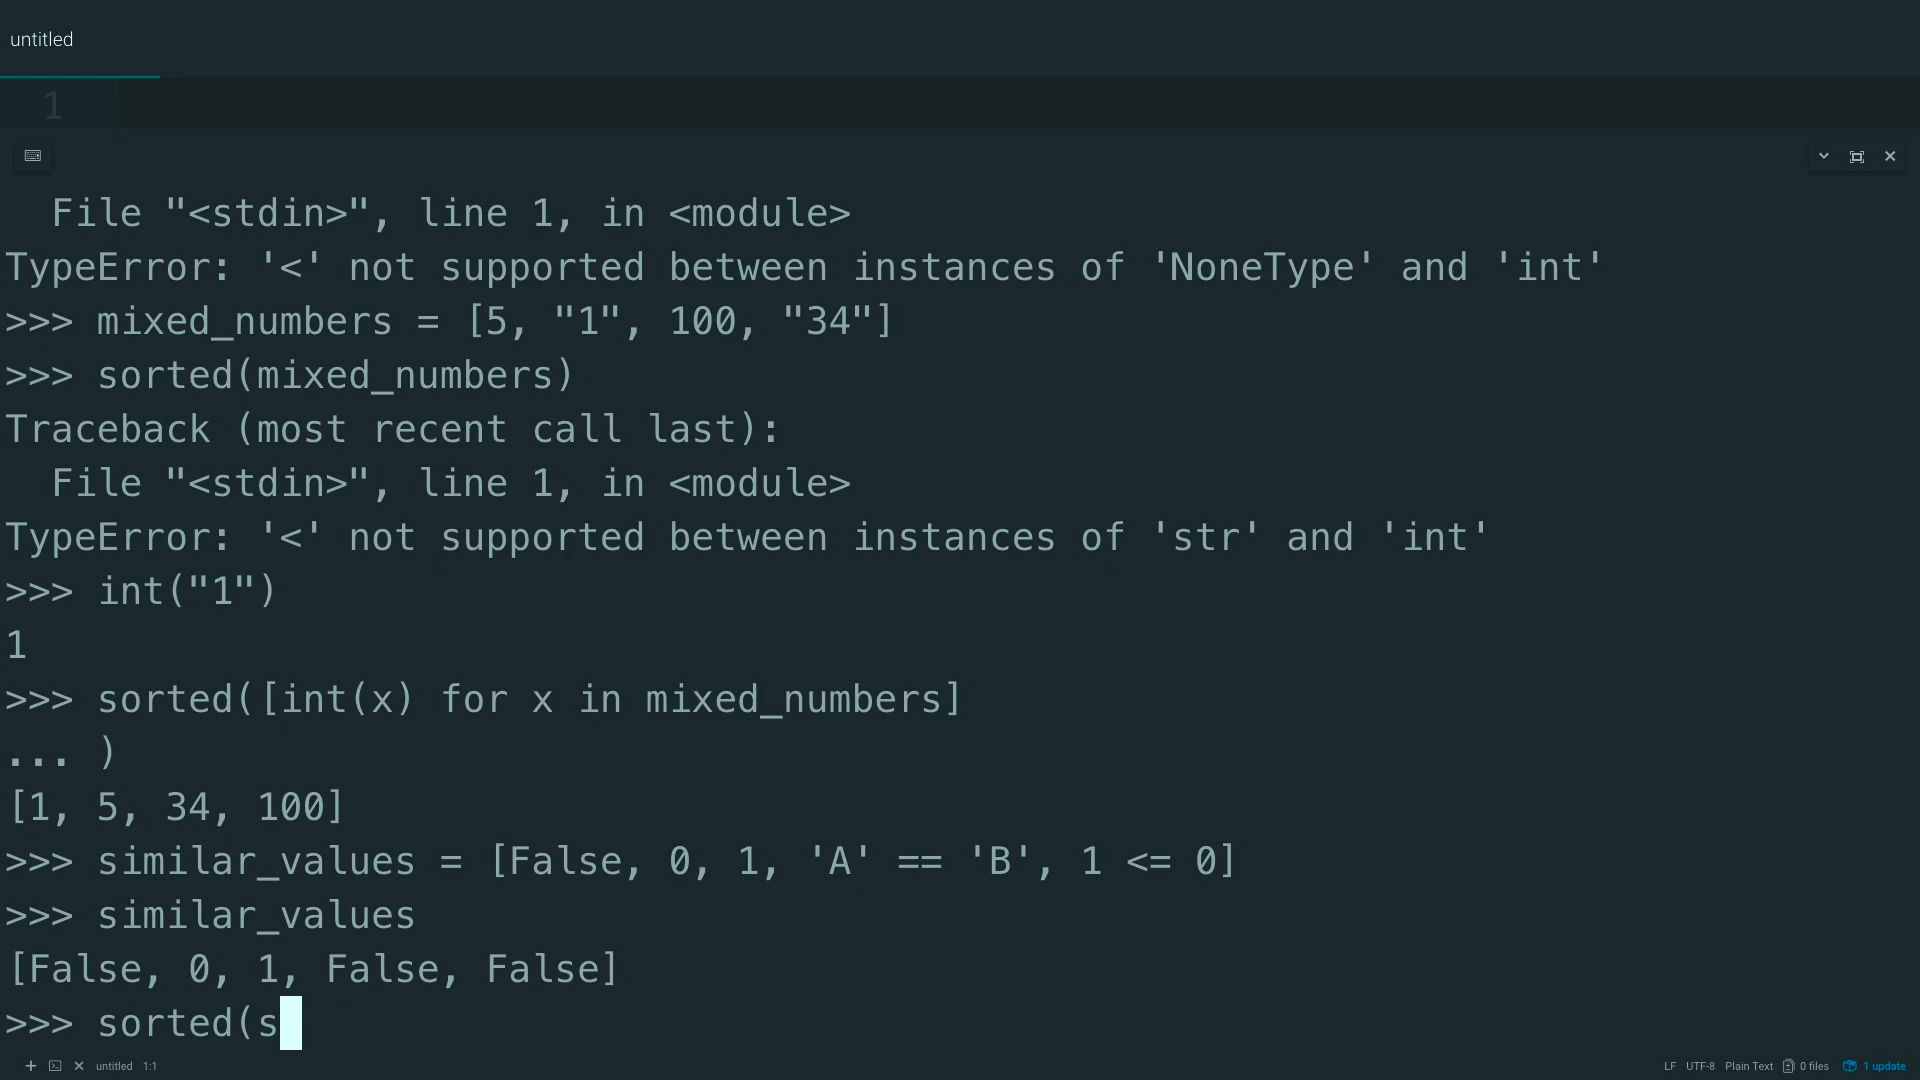 untitled
1
File "<stdin>", line 1, in <module>
TypeError: '<' not supported between instances of 'NoneType' and 'int'
>>> mixed_numbers = [5, "1", 100, "34"]
>>> sorted(mixed_numbers)
Traceback (most recent call last):
File "<stdin>", line 1, in <module>
TypeError: '<' not supported between instances of 'str' and 'int'
>>> int("1")
1
>>> sorted([int(x) for x in mixed_numbers]
... )
[1, 5, 34, 100]
>>> similar_values = [False, 0, 1, 'A' == 'B', 1 <= 0]
>>> similar_values
[False, 0, 1, False, False]
>>> sorted(s
untitled 1:1 LF UTF-8 Plain Text 0 files 1 update